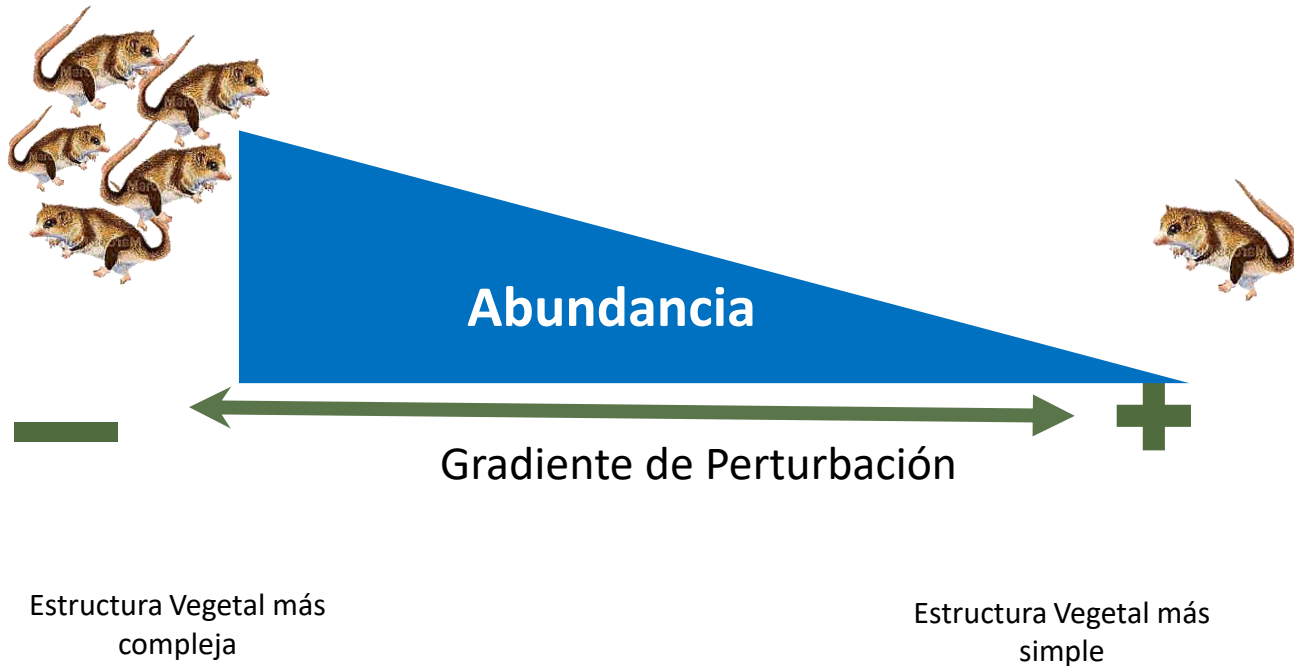 Abundancia
Gradiente de Perturbación
Estructura Vegetal más
compleja
Estructura Vegetal más
simple